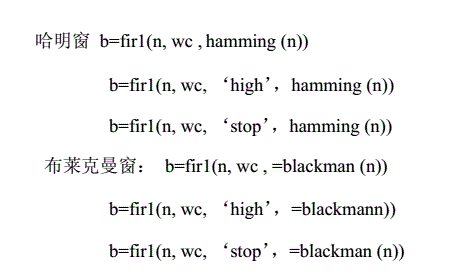 哈明窗 b=fir1(n, wc , hamming (n))
b=fir1(n, wc, ‘high’, hamming (n))
b=fir1(n, wc, ‘stop’, hamming (n))
布莱克曼窗： b=fir1(n, wc , =blackman (n))
b=fir1(n, wc, ‘high’, =blackmann))
b=fir1(n, wc, ‘stop’, =blackman (n))